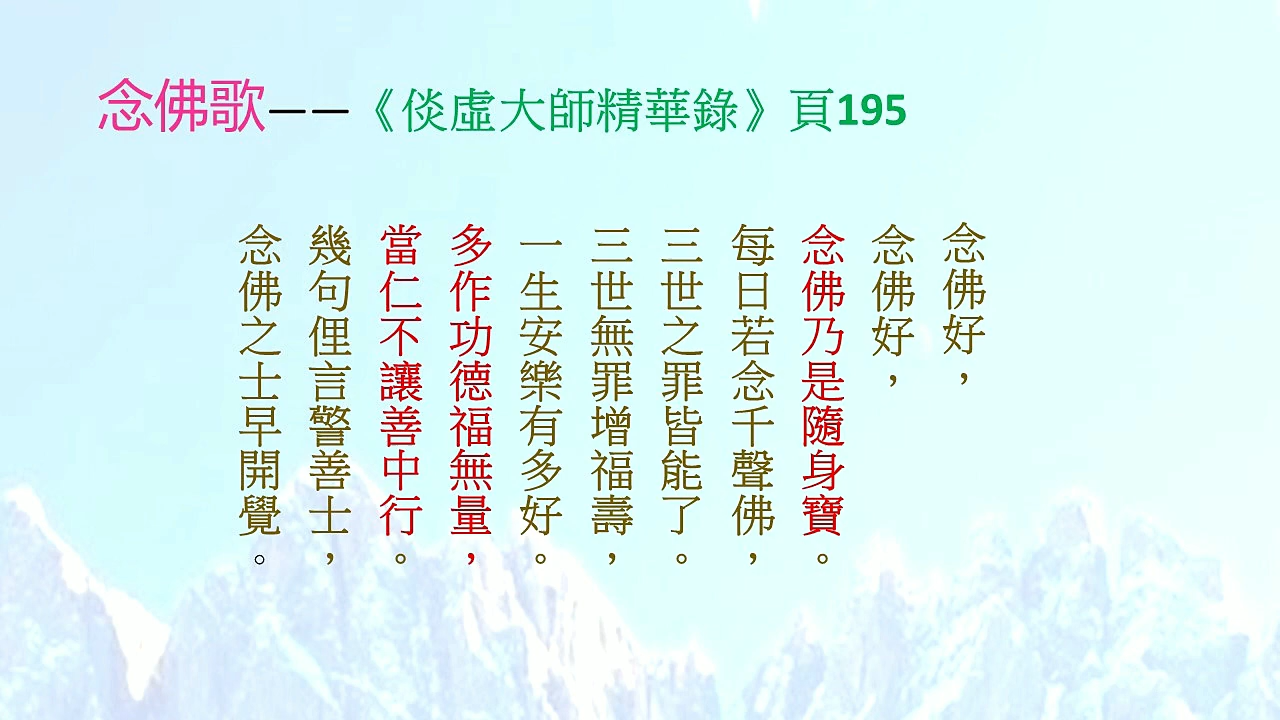 念佛歌——《倓虛大師精華錄》頁195
念佛好，
念佛好，
念佛乃是隨身寶。
每日若念千聲佛，
三世之罪皆能了。
三世無罪增福壽，
一生安樂有多好。
多作功德福無量，
當仁不讓善中行。
幾句俚言警善士，
念佛之士早開覺。